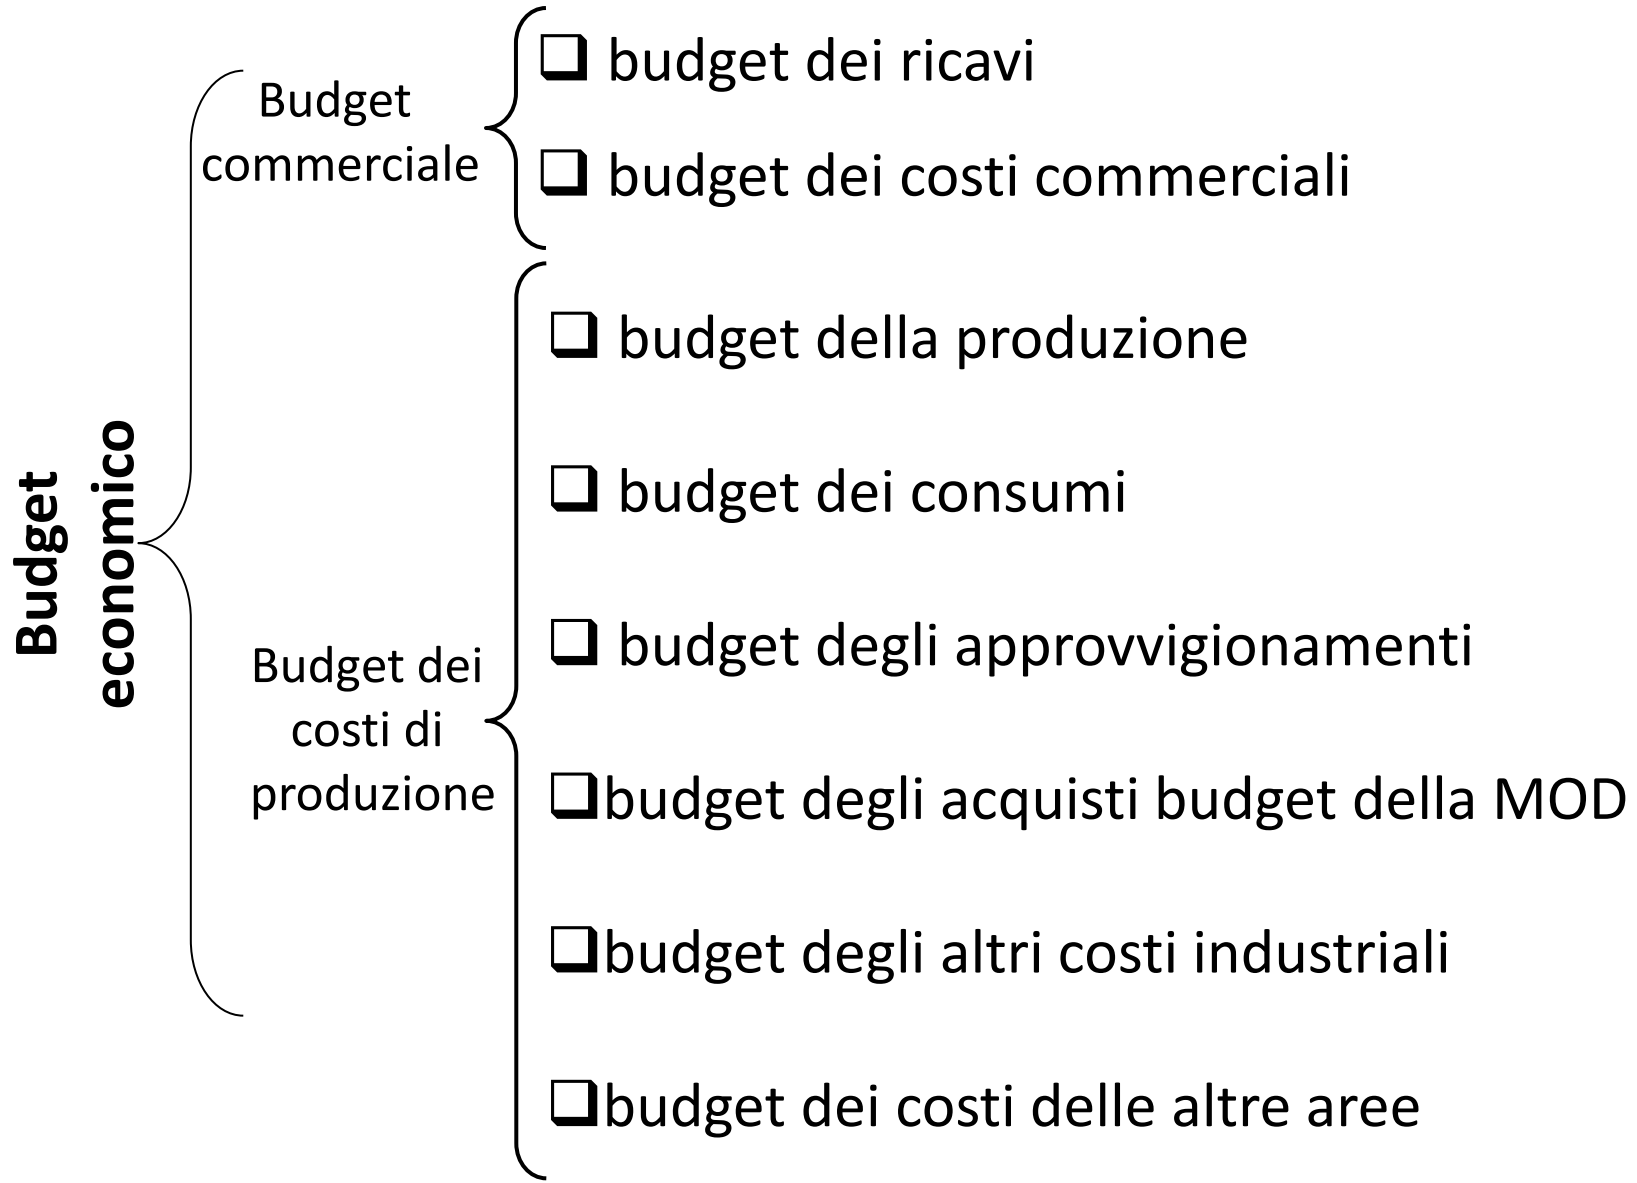 Budget
economico
Budget
commerciale
budget dei ricavi
budget dei costi commerciali
Budget dei
costi di
produzione
budget della produzione
budget dei consumi
budget degli approvvigionamenti
budget degli acquisti budget della MOD
budget degli altri costi industriali
budget dei costi delle altre aree